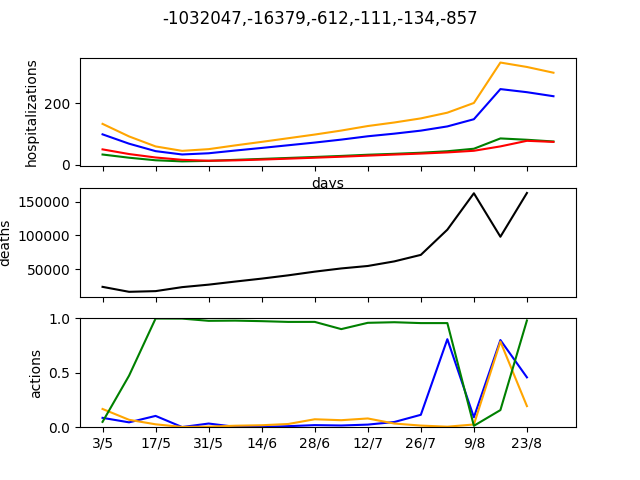 -1032047,-16379,-612,-111,-134,-857
hospitalizations
200
0
days
deaths
150000
100000
50000
actions
1.0
0.5
0.0
3/5 17/5 31/5 14/6 28/6 12/7 26/7 9/8 23/8